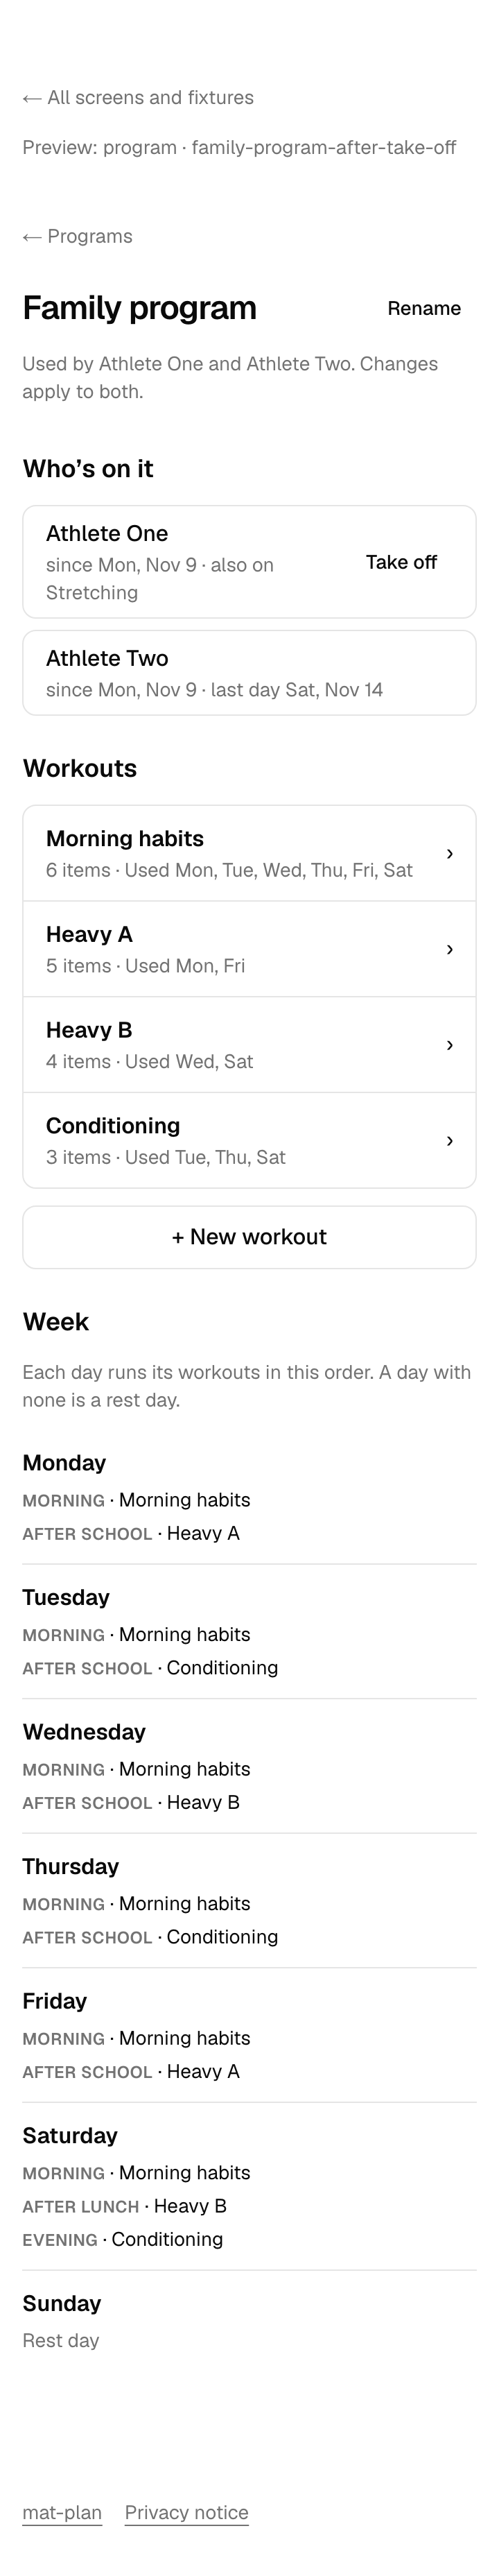 ← All screens and fixtures
Preview: program · family-program-after-take-off
← Programs
Family program
Rename
Used by Athlete One and Athlete Two. Changes
apply to both.
Who’s on it
Athlete One
since Mon, Nov 9 · also on
Stretching
Take off
Athlete Two
since Mon, Nov 9 · last day Sat, Nov 14
Workouts
Morning habits
6 items · Used Mon, Tue, Wed, Thu, Fri, Sat
›
Heavy A
5 items · Used Mon, Fri
›
Heavy B
4 items · Used Wed, Sat
›
Conditioning
3 items · Used Tue, Thu, Sat
›
+ New workout
Week
Each day runs its workouts in this order. A day with
none is a rest day.
Monday
MORNING · Morning habits
AFTER SCHOOL · Heavy A
Tuesday
MORNING · Morning habits
AFTER SCHOOL · Conditioning
Wednesday
MORNING · Morning habits
AFTER SCHOOL · Heavy B
Thursday
MORNING · Morning habits
AFTER SCHOOL · Conditioning
Friday
MORNING · Morning habits
AFTER SCHOOL · Heavy A
Saturday
MORNING · Morning habits
AFTER LUNCH · Heavy B
EVENING · Conditioning
Sunday
Rest day
mat-plan Privacy notice